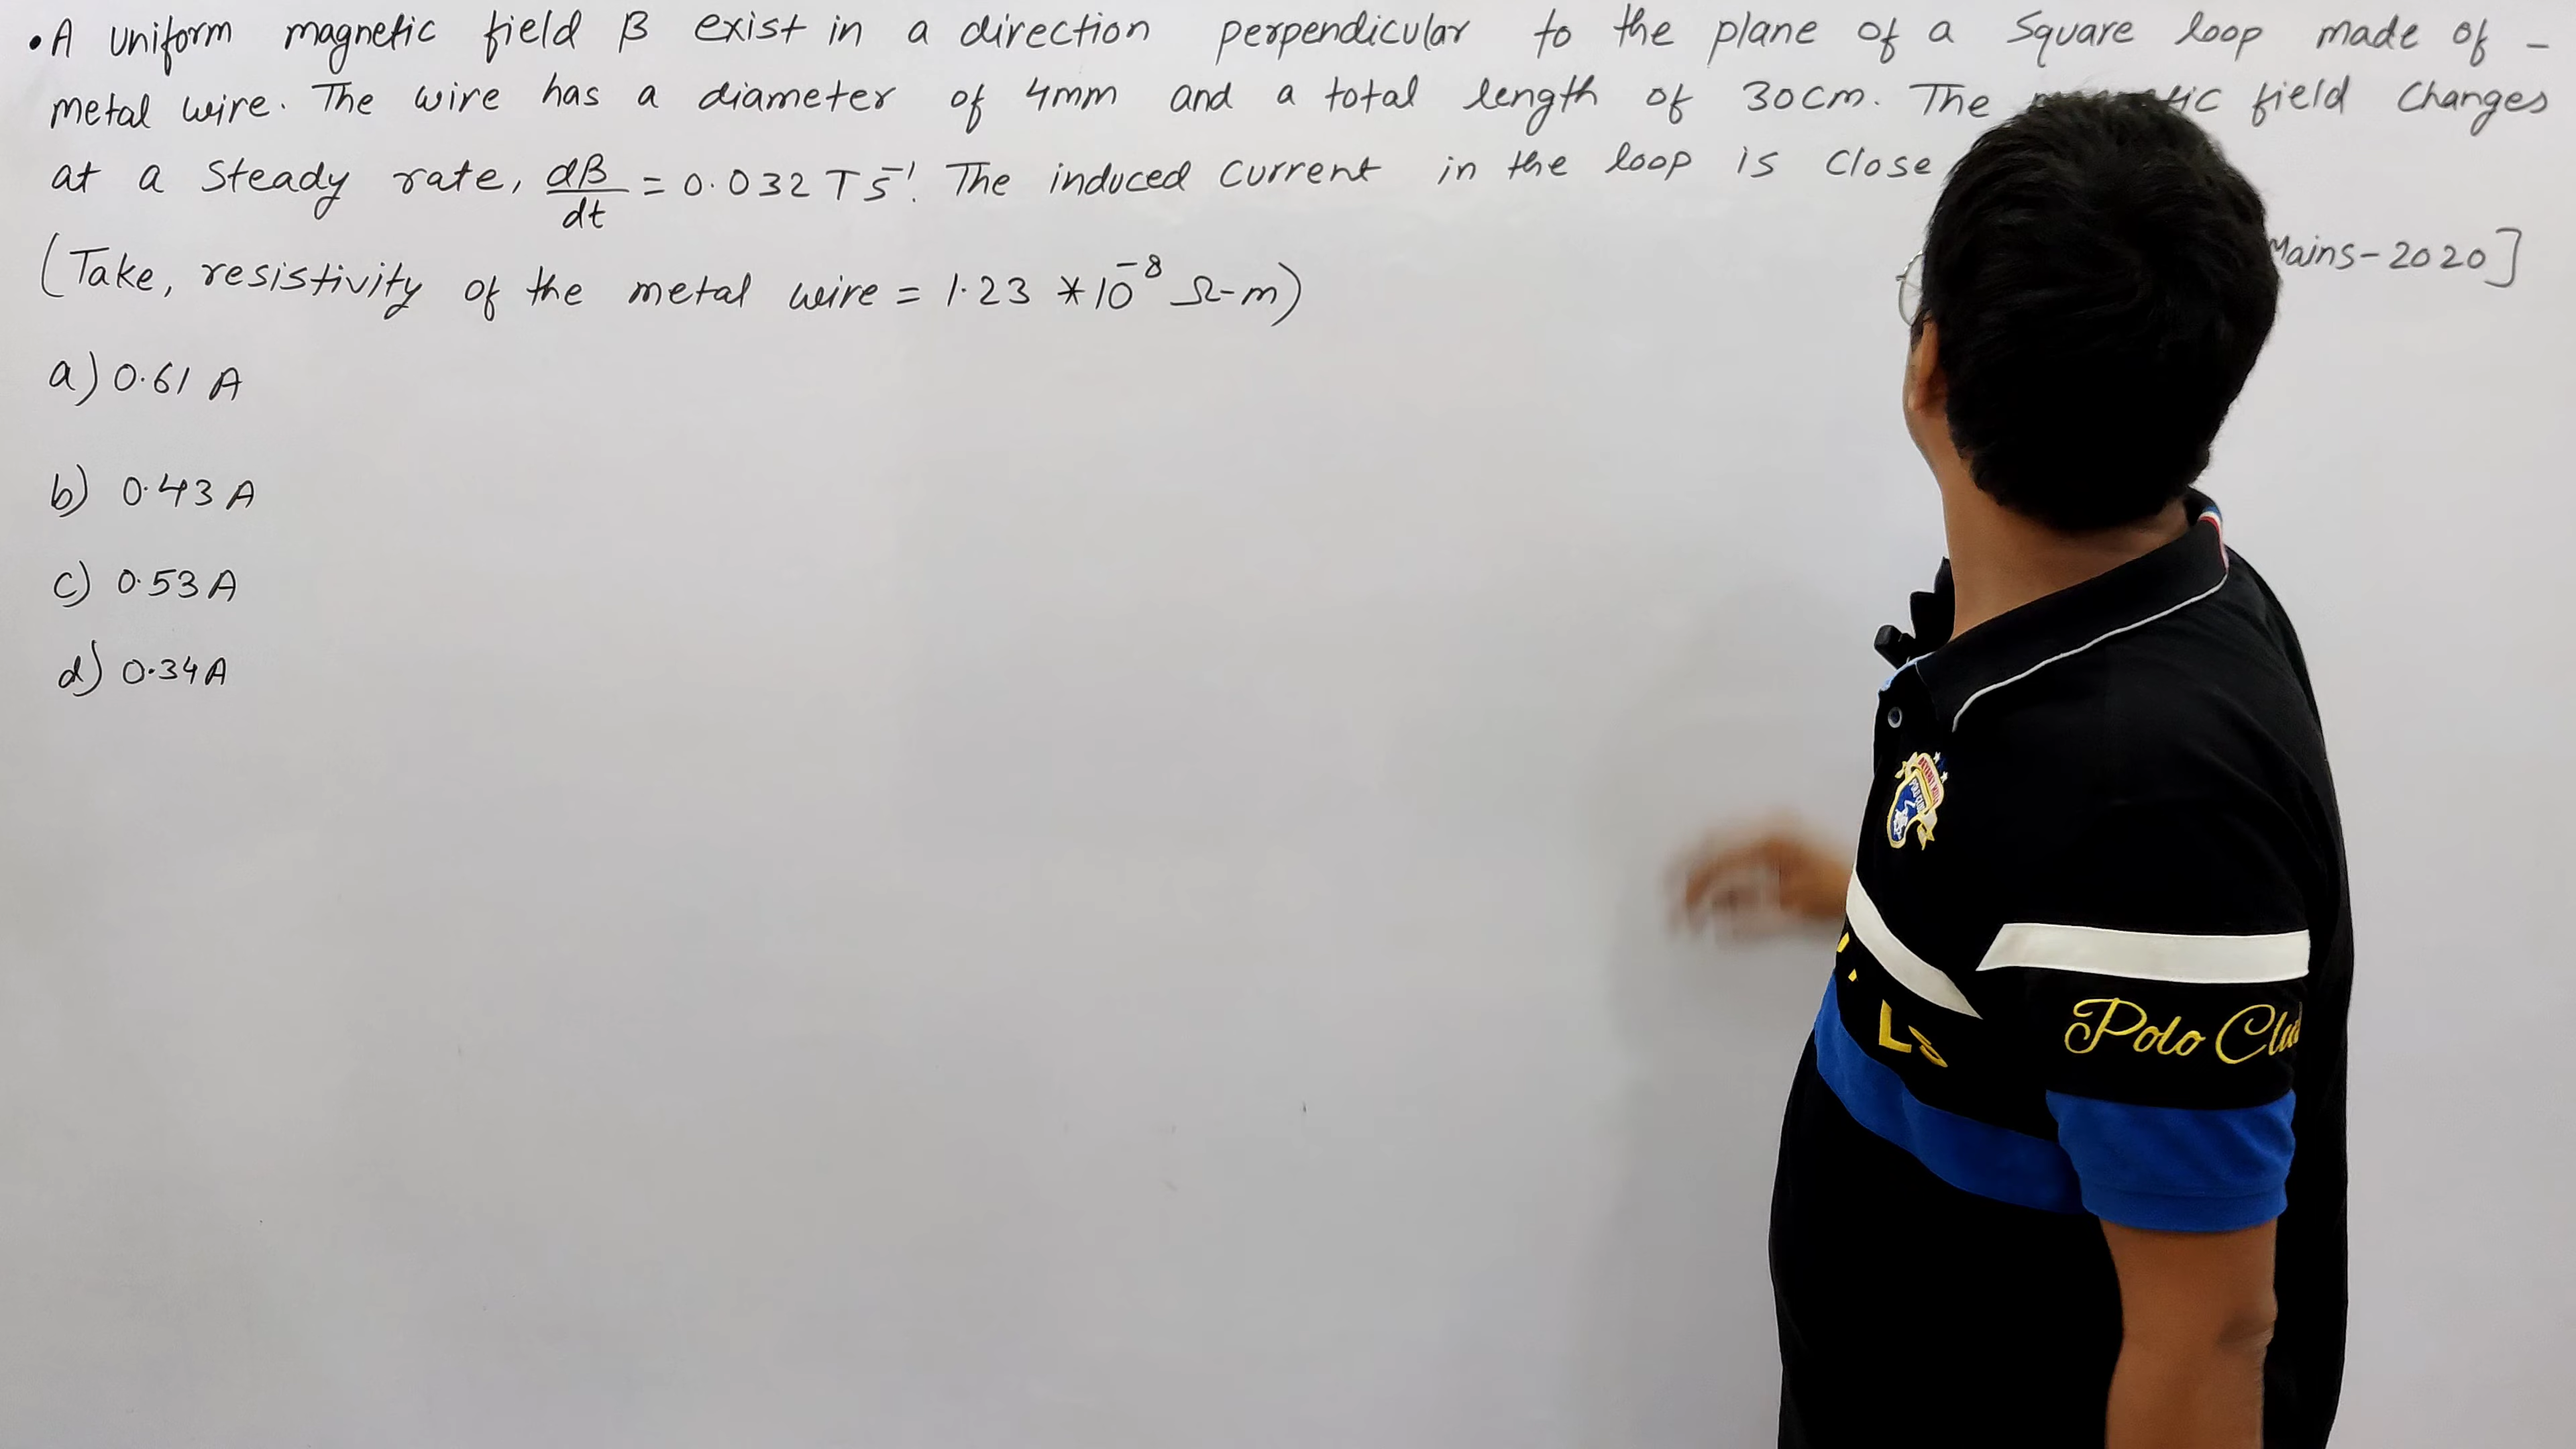 • A uniform magnetic field B exist in a direction perpendicular to the plane of a square loop made of -
metal wire. The wire has a diameter of 4mm and a total length of 30cm. The field changes
at a steady rate, dB/dt = 0.032 T S⁻¹. The induced current in the loop is close
Mains-2020]
(Take, resistivity of the metal wire = 1.23 *10⁻⁸ Ω-m)
a) 0.61 A
b) 0.43 A
c) 0.53 A
d) 0.34 A
Polo